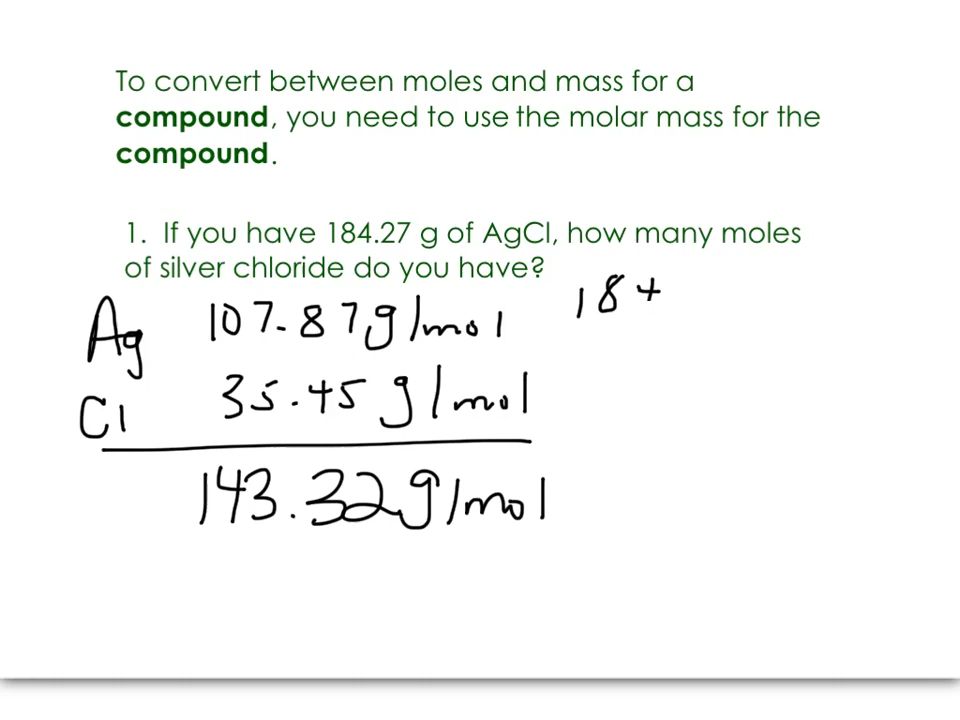 To convert between moles and mass for a
compound, you need to use the molar mass for the
compound.
1. If you have 184.27 g of AgCl, how many moles
of silver chloride do you have?
Ag 107.87g/mol 184
Cl 35.45 g/mol
143.32g/mol